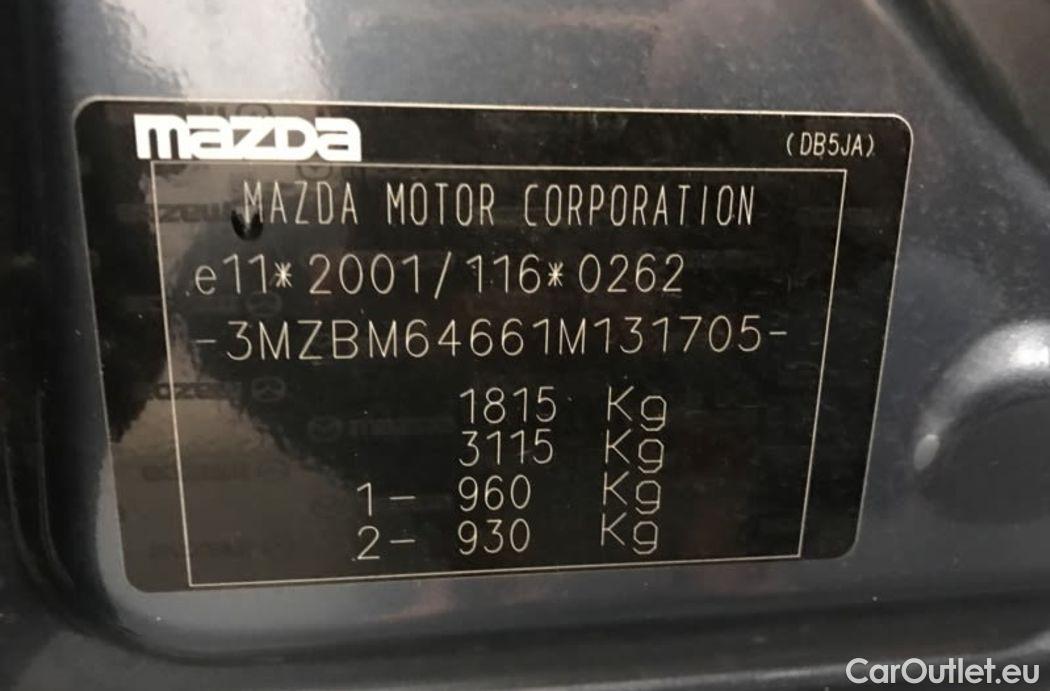 mazda
(DB5JA)
MAZDA MOTOR CORPORATION
e11*2001/116*0262
-3MZBM64661M131705-
1815 Kg
3115 Kg
1- 960 Kg
2- 930 Kg
CarOutlet.eu